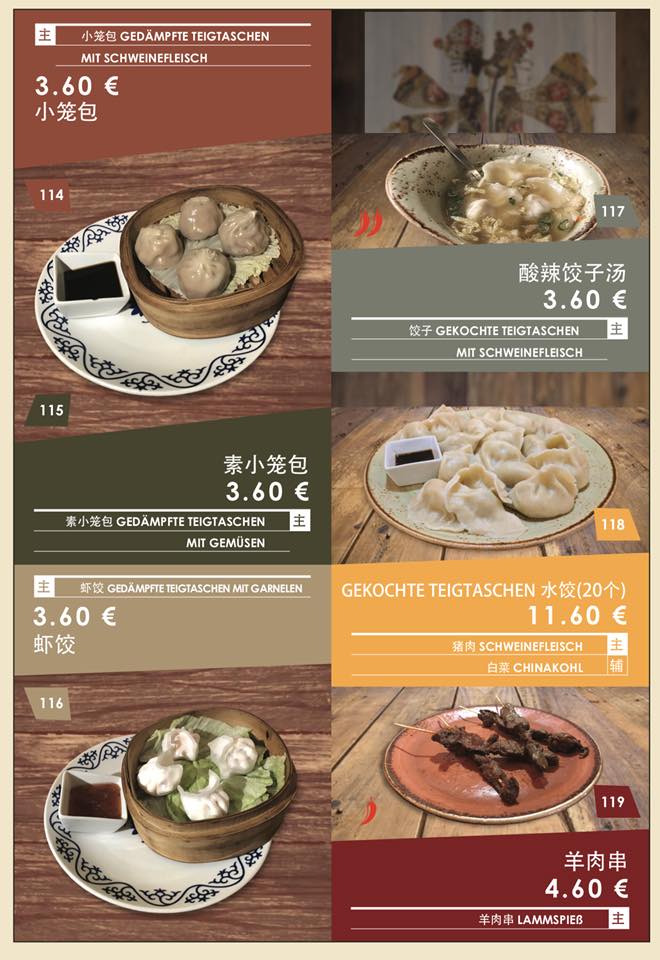 主 小笼包 GEDÄMPFTE TEIGTASCHEN
MIT SCHWEINEFLEISCH
3.60 €
小笼包
114
115
素小笼包
3.60 €
素小笼包 GEDÄMPFTE TEIGTASCHEN 主
MIT GEMÜSEN
主 虾饺 GEDÄMPFTE TEIGTASCHEN MIT GARNELEN
3.60 €
虾饺
116
117
酸辣饺子汤
3.60 €
饺子 GEKOCHTE TEIGTASCHEN 主
MIT SCHWEINEFLEISCH
118
GEKOCHTE TEIGTASCHEN 水饺(20个)
11.60 €
猪肉 SCHWEINEFLEISCH 主
白菜 CHINAKOHL 辅
119
羊肉串
4.60 €
羊肉串 LAMMSPIEß 主